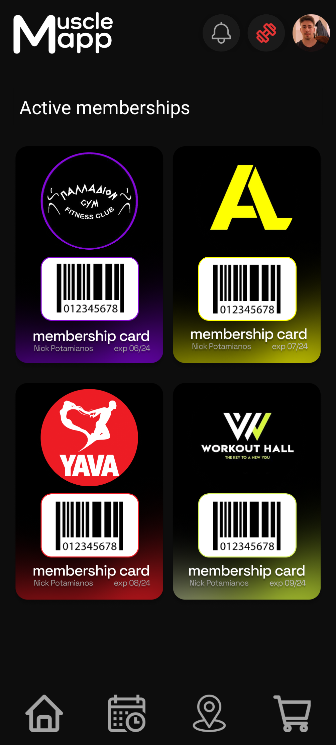 Muscle
Mapp
Active memberships
ΠΑΛΛΑΔΙΟΝ
GYM
FITNESS CLUB
012345678
membership card
Nick Potamianos exp 06/24
AL
012345678
membership card
Nick Potamianos exp 07/24
YAVA
012345678
membership card
Nick Potamianos exp 08/24
W
WORKOUT HALL
THE KEY TO A NEW YOU
012345678
membership card
Nick Potamianos exp 09/24